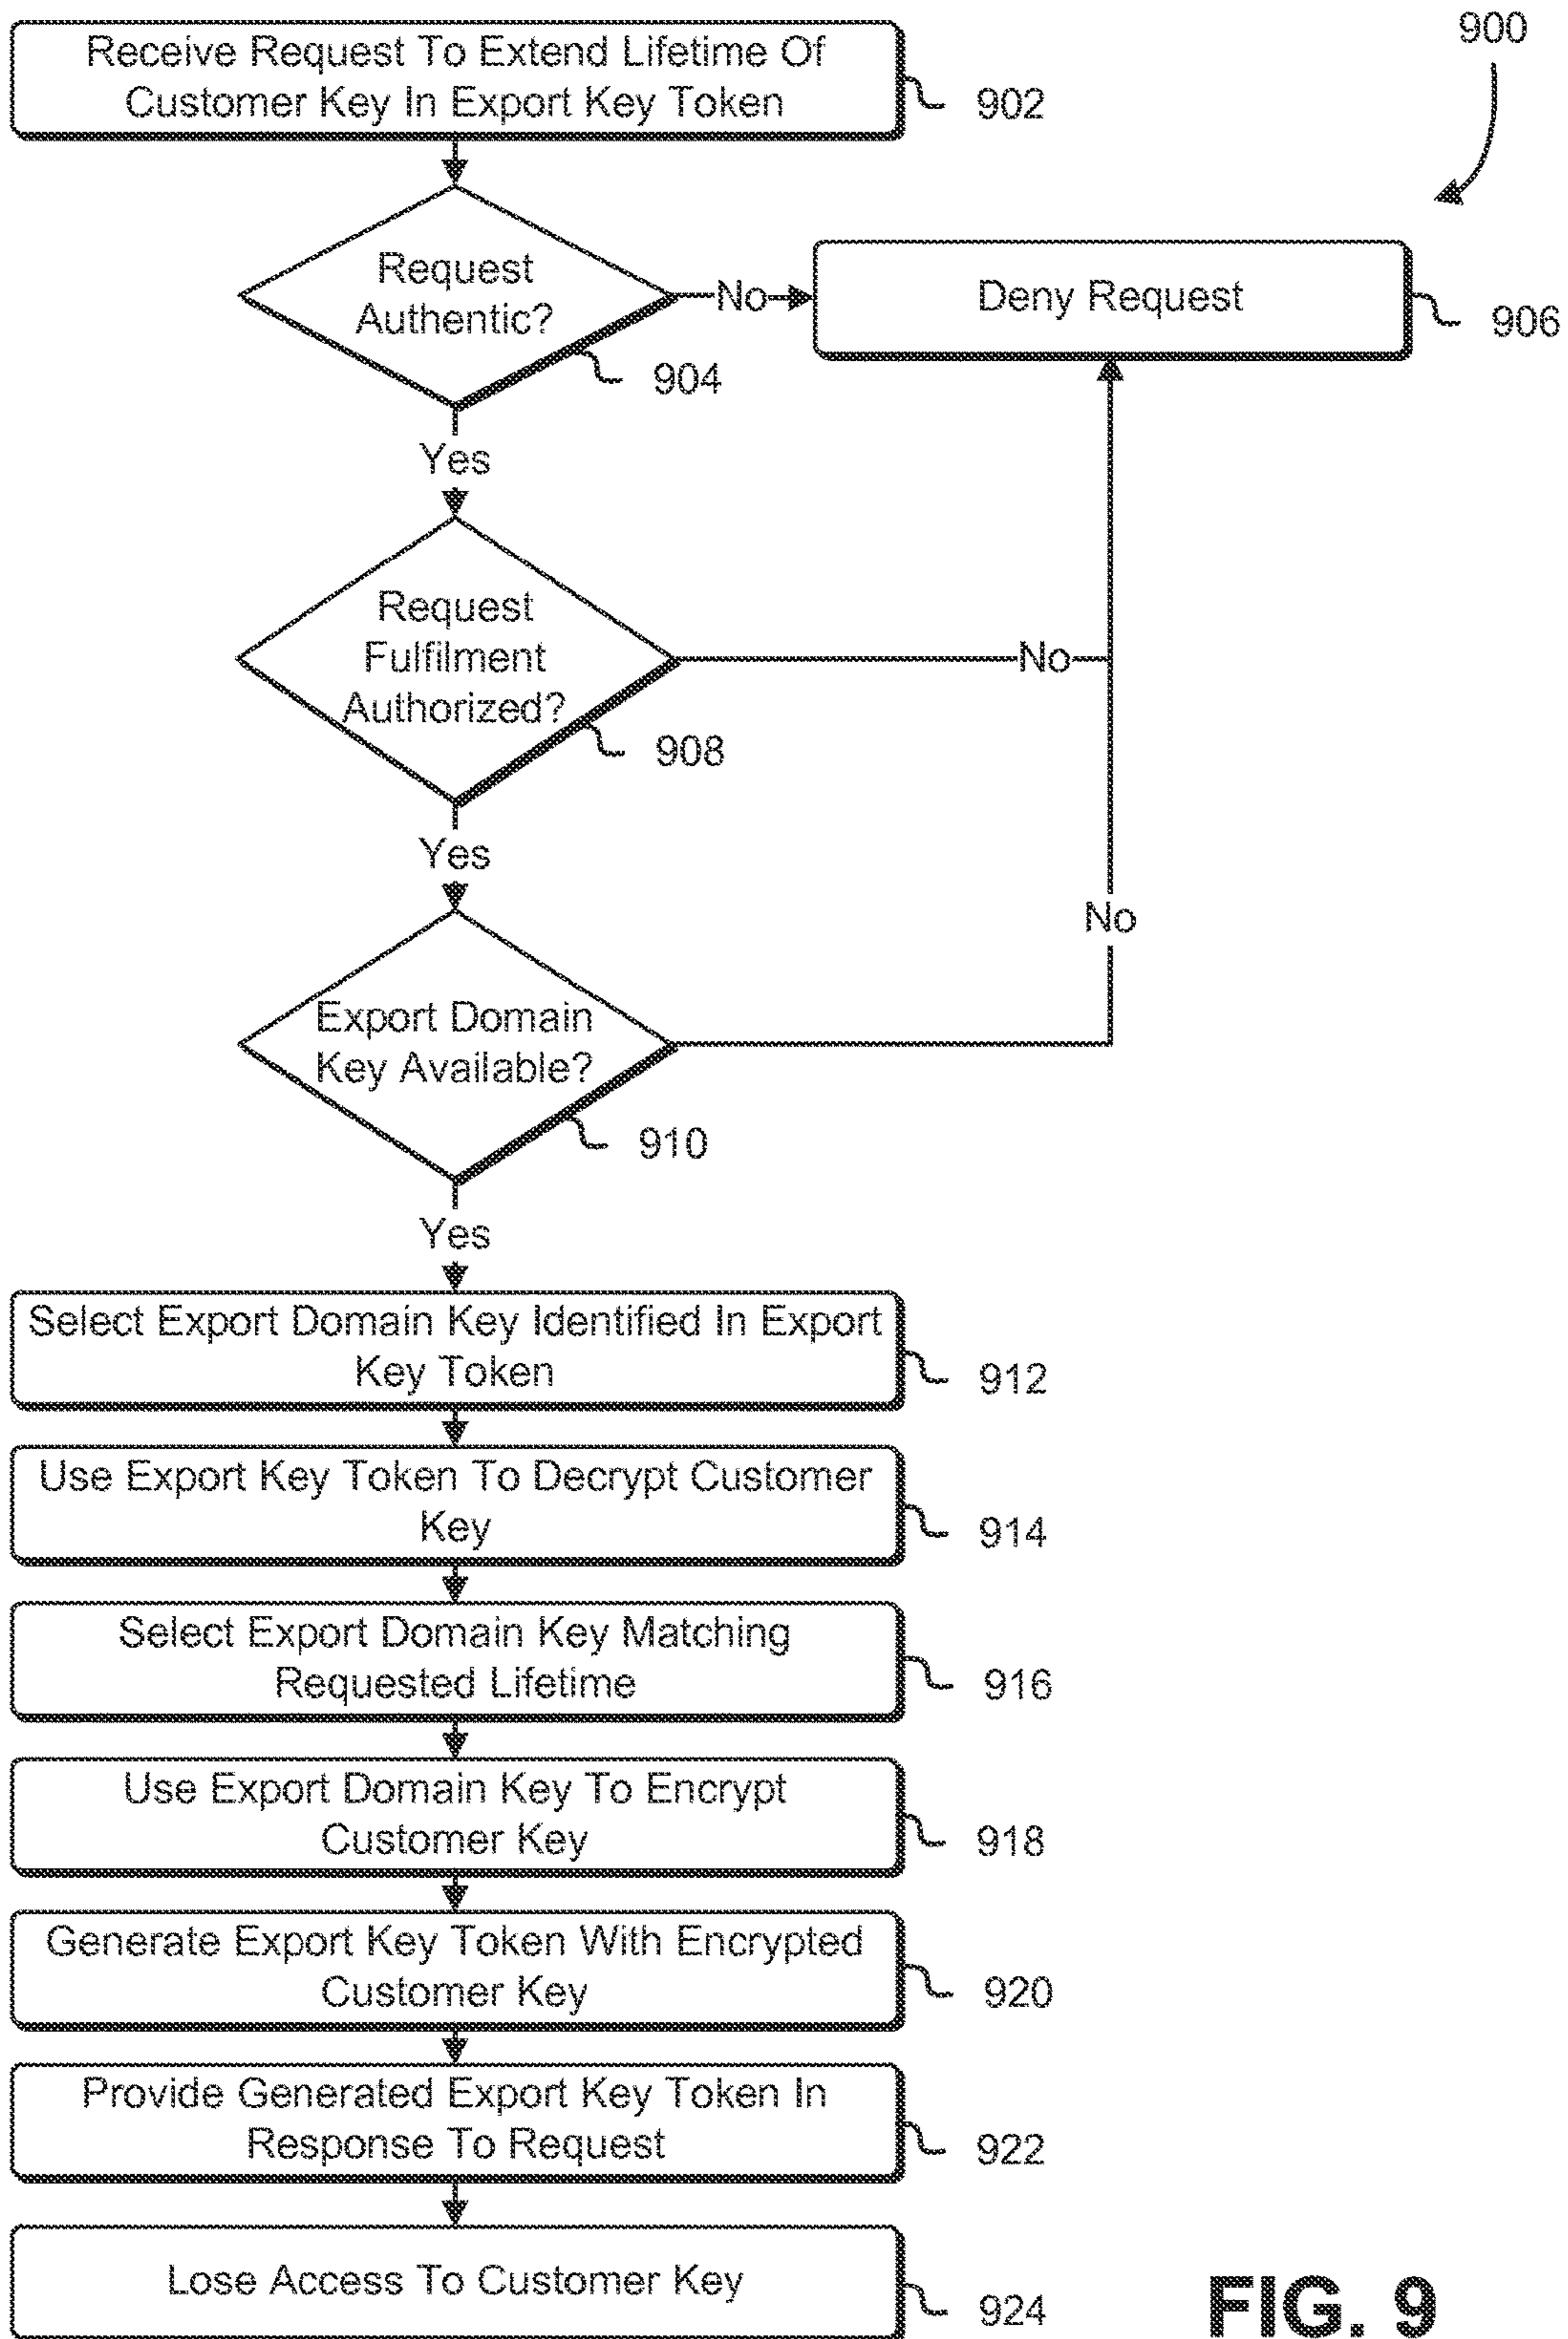 900
Receive Request To Extend Lifetime Of
Customer Key In Export Key Token
902
Request
Authentic?
904
No
Deny Request
906
Yes
Request
Fulfilment
Authorized?
908
No
Yes
No
Export Domain
Key Available?
910
Yes
Select Export Domain Key Identified In Export
Key Token
912
Use Export Key Token To Decrypt Customer
Key
914
Select Export Domain Key Matching
Requested Lifetime
916
Use Export Domain Key To Encrypt
Customer Key
918
Generate Export Key Token With Encrypted
Customer Key
920
Provide Generated Export Key Token In
Response To Request
922
Lose Access To Customer Key
924
FIG. 9